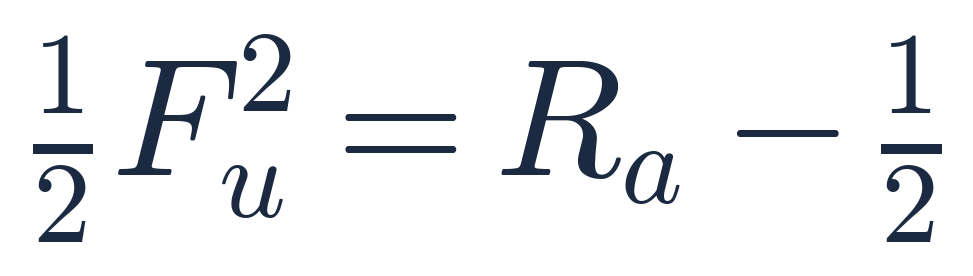 \frac{1}{2} F_u^2 = R_a - \frac{1}{2}